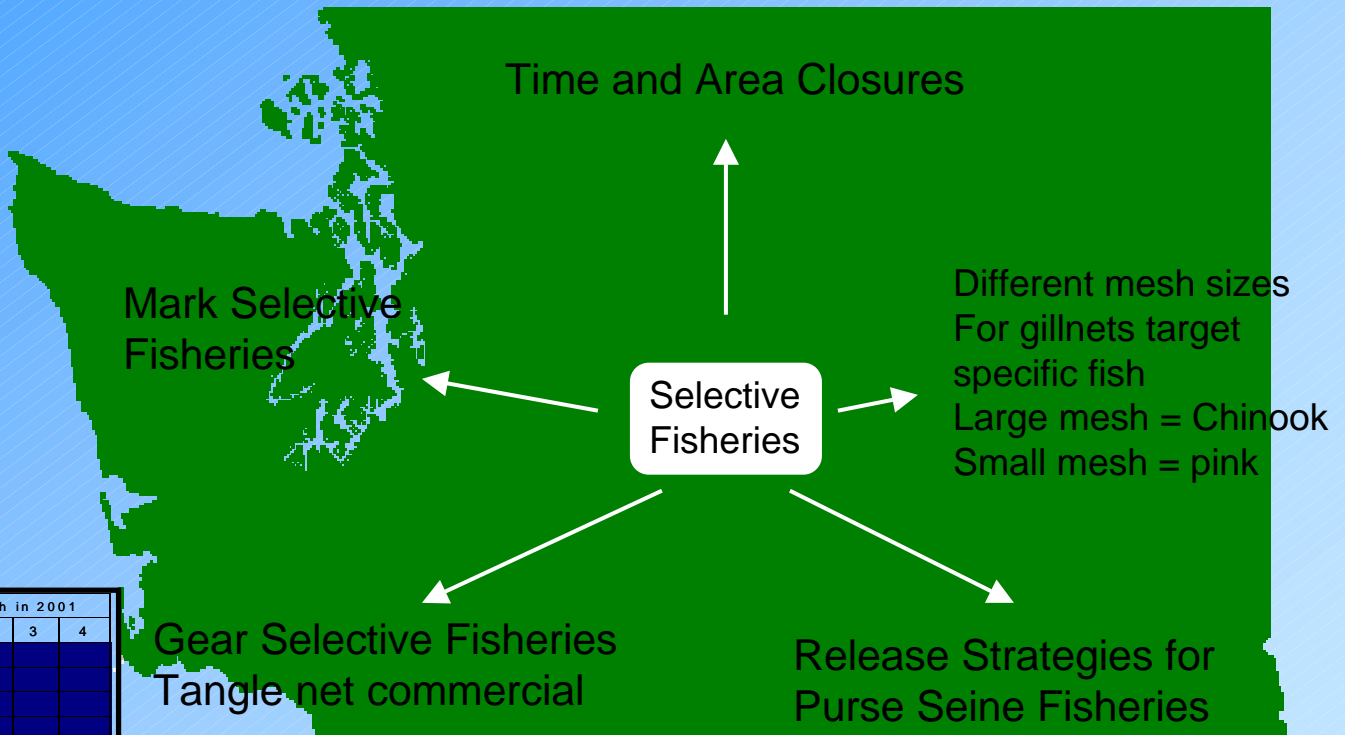 Time and Area Closures
Mark Selective
Fisheries
Different mesh sizes
For gillnets target
specific fish
Large mesh = Chinook
Small mesh = pink
Selective
Fisheries
in 2001
3 4
Gear Selective Fisheries
Tangle net commercial
Release Strategies for
Purse Seine Fisheries